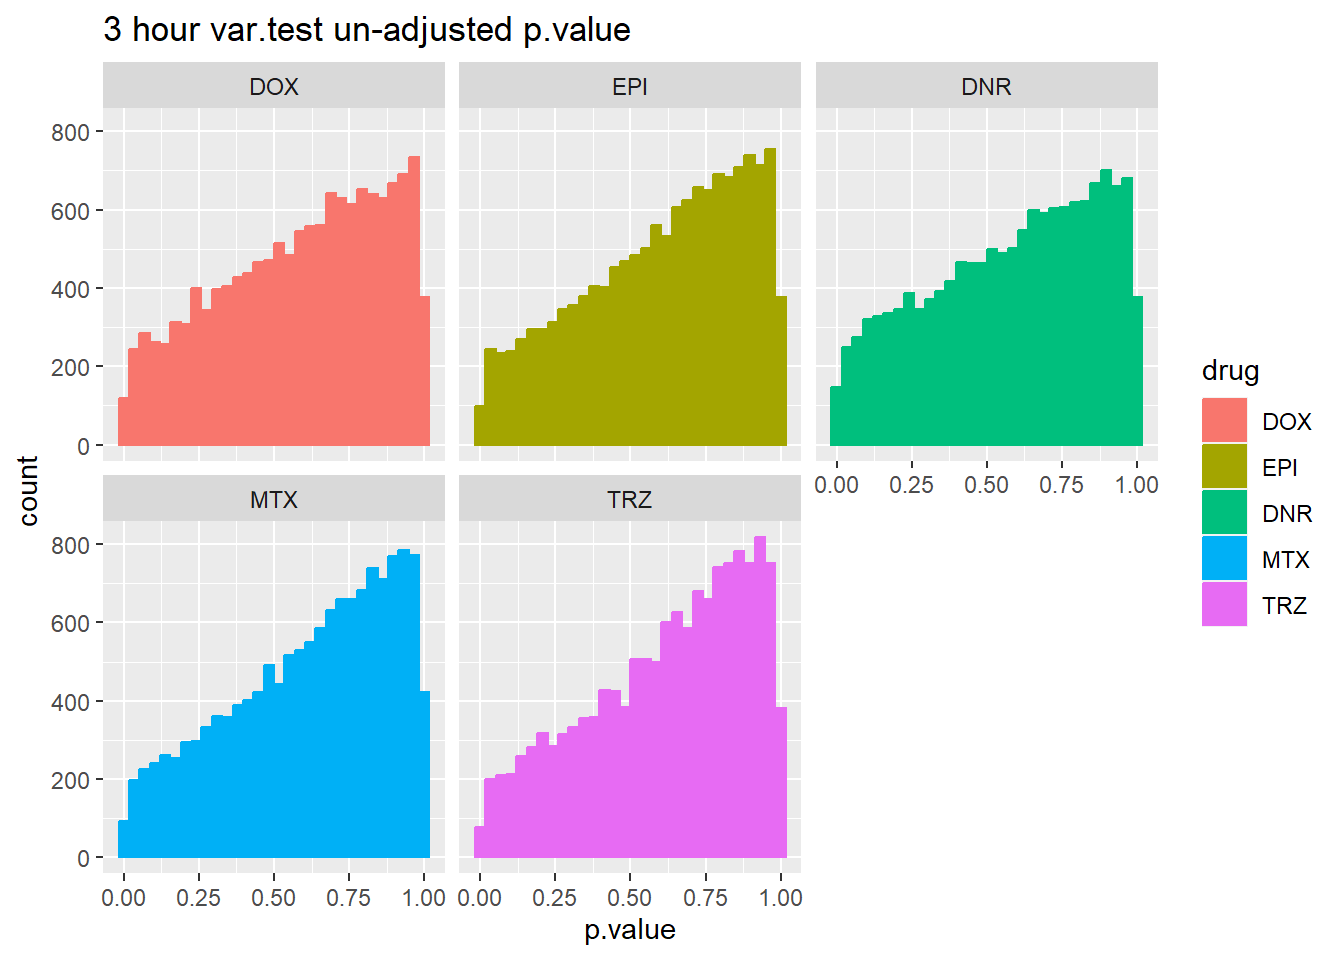 3 hour var.test un-adjusted p.value
DOX
EPI
DNR
800
600
400
200
0
0.00 0.25 0.50 0.75 1.00
MTX
TRZ
800
600
400
200
0
0.00 0.25 0.50 0.75 1.00
0.00 0.25 0.50 0.75 1.00
count
p.value
drug
DOX
EPI
DNR
MTX
TRZ